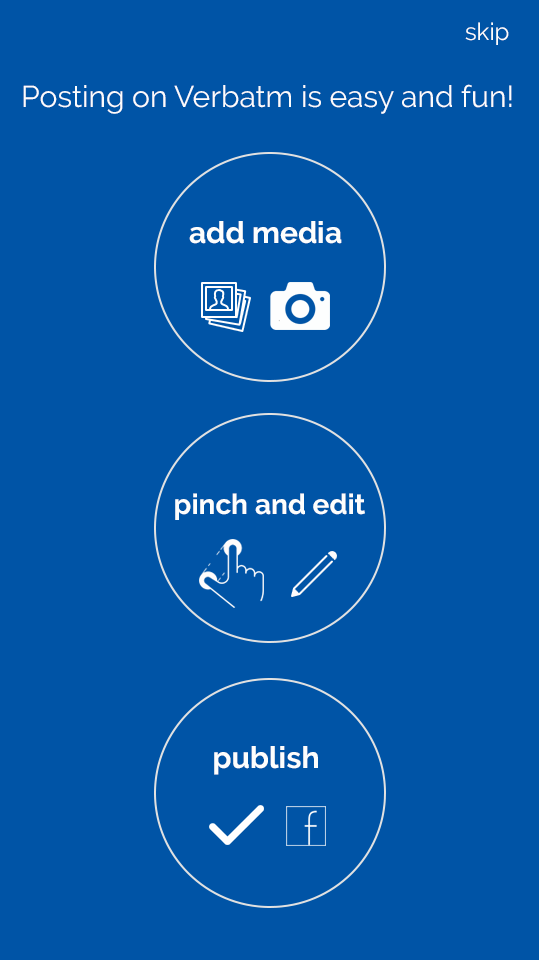 skip
Posting on Verbatm is easy and fun!
add media
pinch and edit
publish
f